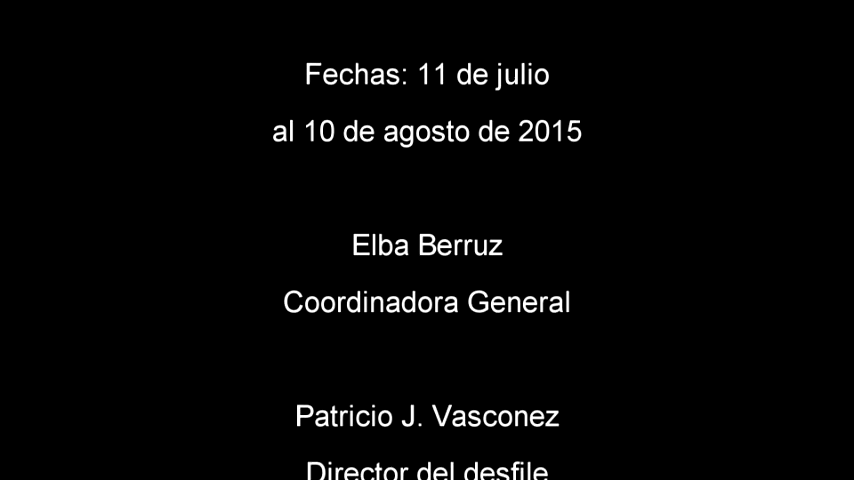 Fechas: 11 de julio
al 10 de agosto de 2015
Elba Berruz
Coordinadora General
Patricio J. Vasconez
Director del desfile